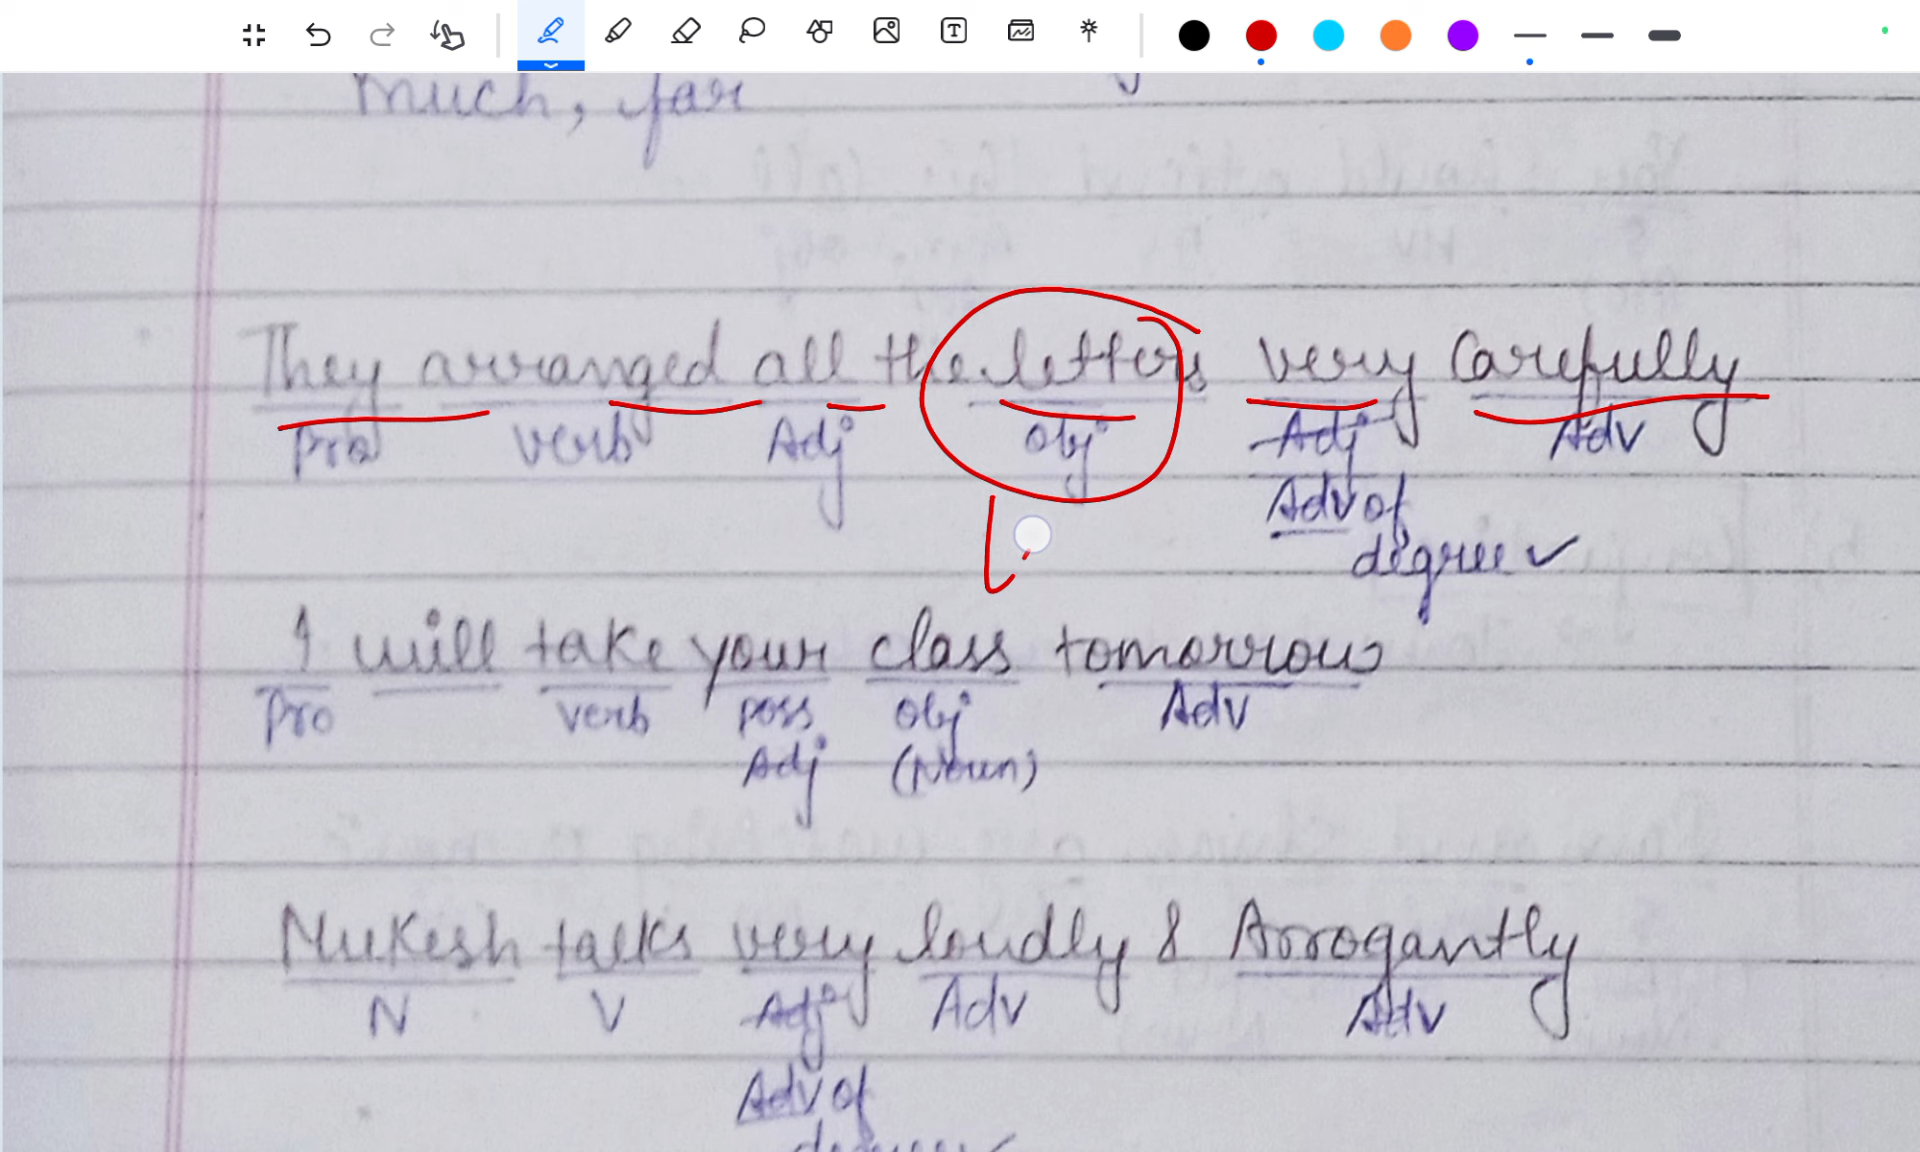 much, far
They arranged all the letters very Carefully
Pro verb Adj Obj Adj Adv
Adv of
degree ✓
I will take your class tomorrow
Pro verb poss Obj Adv
Adj (Noun)
Mukesh talks very loudly & Arrogantly
N V Adj Adv Adv
Adv of
degree ✓